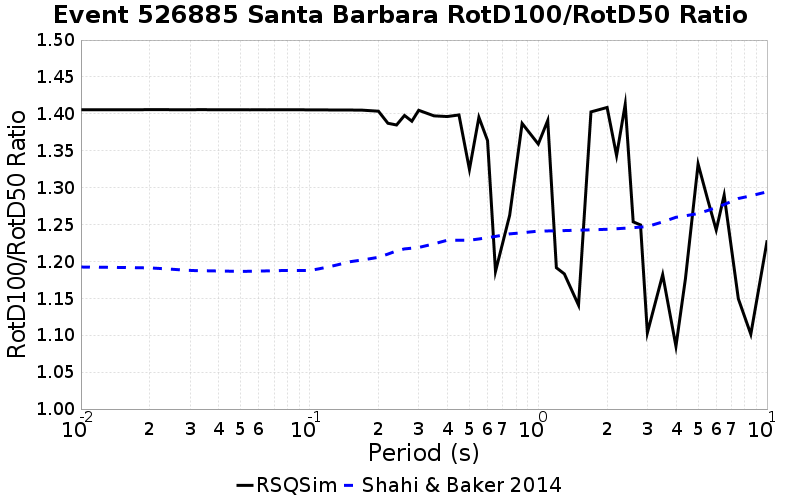 Event 526885 Santa Barbara RotD100/RotD50 Ratio
RotD100/RotD50 Ratio
1.50
1.45
1.40
1.35
1.30
1.25
1.20
1.15
1.10
1.05
1.00
10^-2 2 3 4 5 6 10^-1 2 3 4 5 6 7 10^0 2 3 4 5 6 7 10^1
Period (s)
RSQSim Shahi & Baker 2014